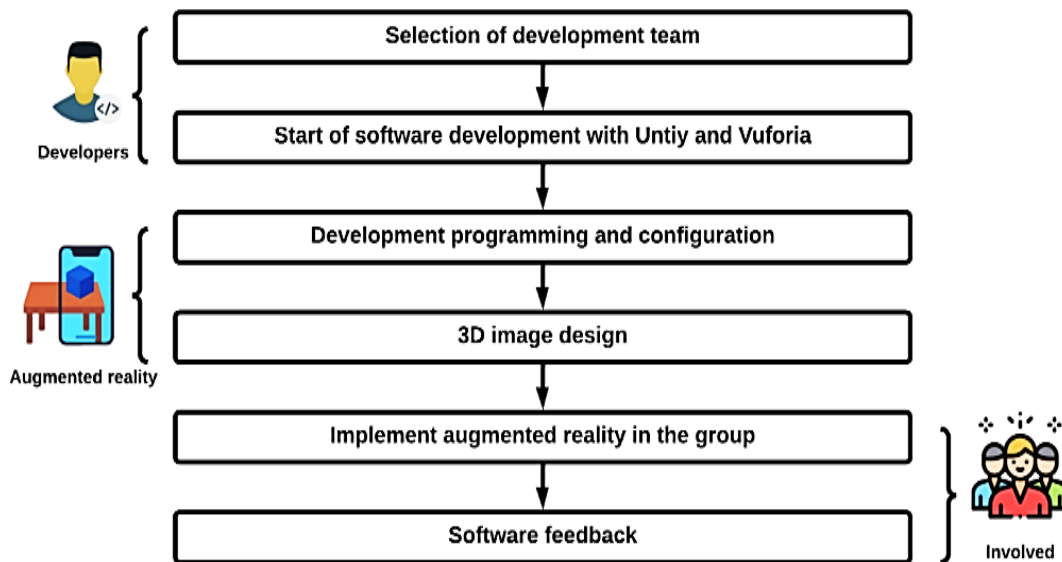 Selection of development team
</>
Developers
Start of software development with Untiy and Vuforia
Development programming and configuration
Augmented reality
3D image design
Implement augmented reality in the group
Software feedback
Involved